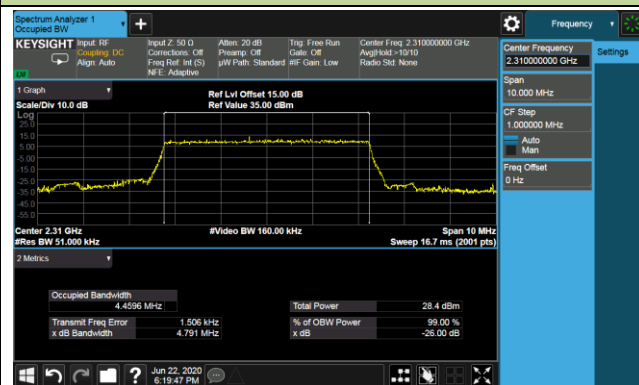 Spectrum Analyzer 1
Occupied BW
+
Frequency
KEYSIGHT
Input: RF
Coupling: DC
Align: Auto
Input Z: 50 Ω
Corrections: Off
Freq Ref: Int (S)
NFE: Adaptive
Atten: 20 dB
Preamp: Off
µW Path: Standard
Trig: Free Run
Gate: Off
#IF Gain: Low
Center Freq: 2.310000000 GHz
Avg|Hold:>10/10
Radio Std: None
LXI
Center Frequency
2.310000000 GHz
Settings
Span
10.000 MHz
CF Step
1.000000 MHz
Auto
Man
Freq Offset
0 Hz
1 Graph
Scale/Div 10.0 dB
Ref Lvl Offset 15.00 dB
Ref Value 35.00 dBm
Log
25.0
15.0
5.00
-5.00
-15.0
-25.0
-35.0
-45.0
-55.0
Center 2.31 GHz
#Video BW 160.00 kHz
Span 10 MHz
#Res BW 51.000 kHz
Sweep 16.7 ms (2001 pts)
2 Metrics
Occupied Bandwidth
4.4596 MHz
Total Power 28.4 dBm
Transmit Freq Error 1.506 kHz
% of OBW Power 99.00 %
x dB Bandwidth 4.791 MHz
x dB -26.00 dB
?
Jun 22, 2020
6:19:47 PM